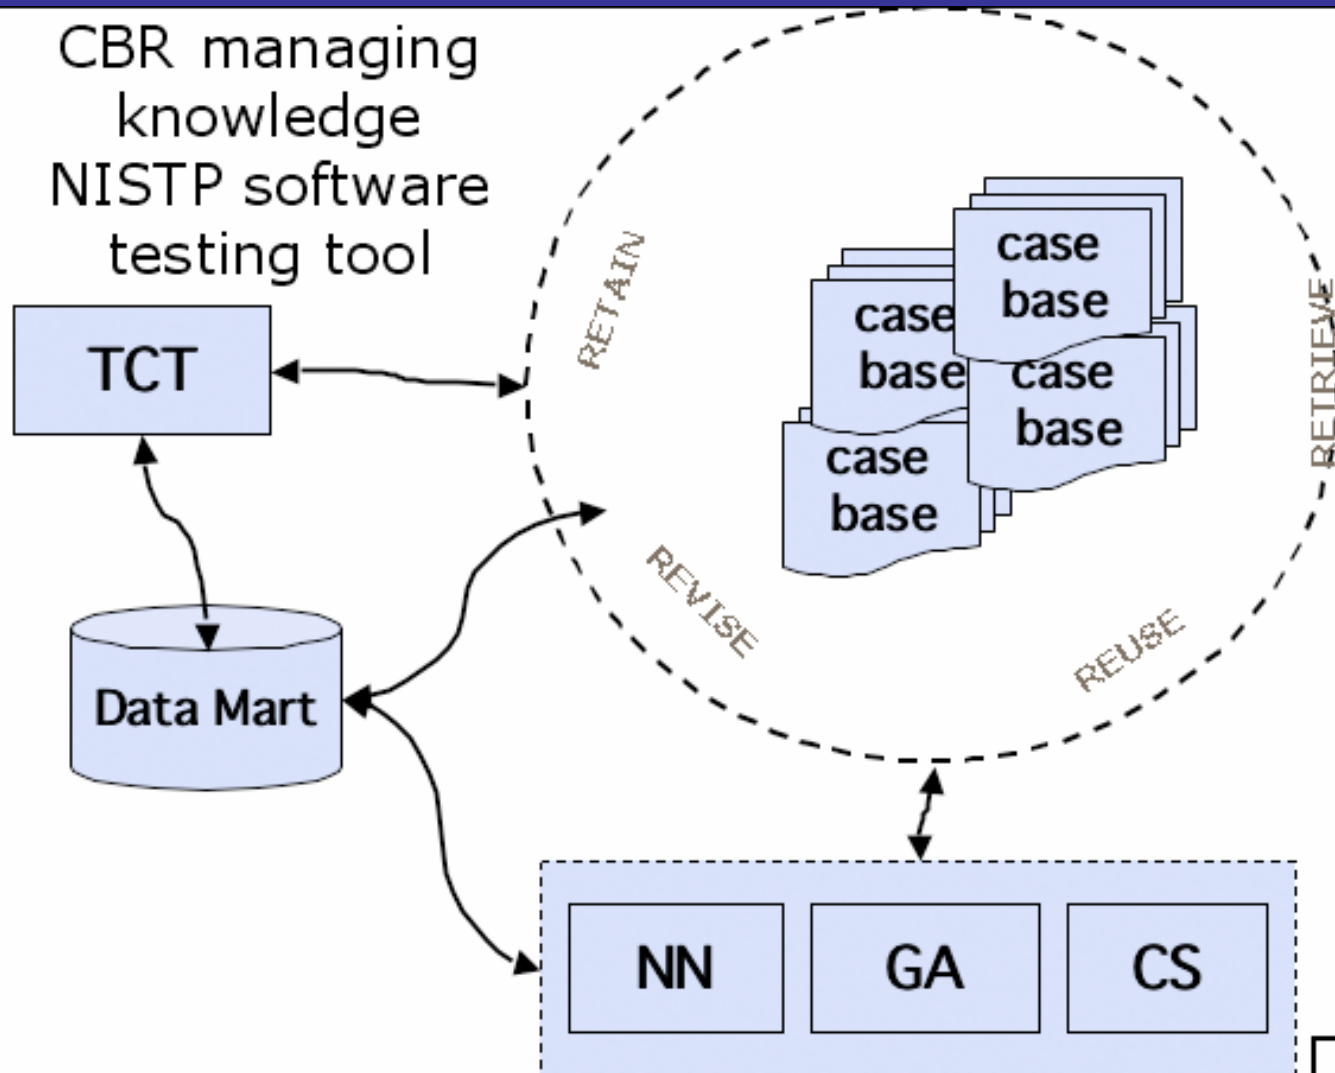 CBR managing
knowledge
NISTP software
testing tool
TCT
RETAIN
RETRIEVE
case
base
case
base
case
base
case
base
REVISE
REUSE
Data Mart
NN
GA
CS